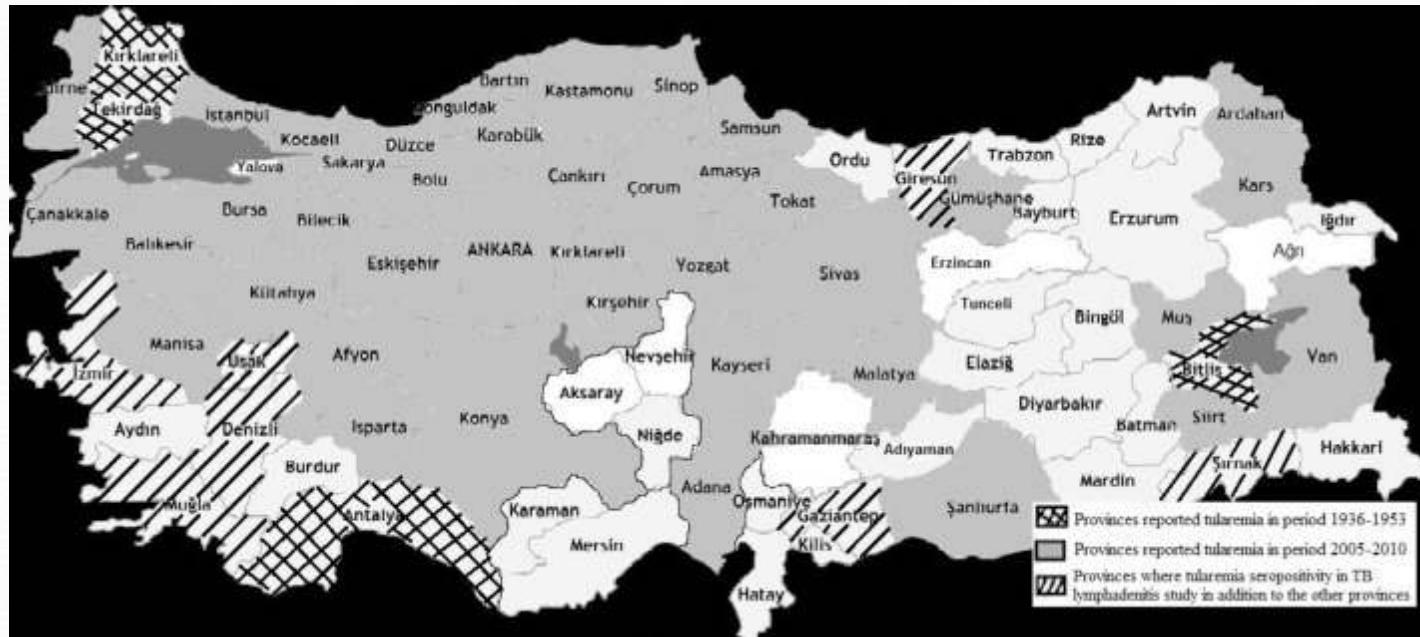 Kırklareli
dirne
Tekirdağ
İstanbul
Kocaeli
Yalova
Sakarya
Düzce
Zonguldak
Bartın
Karabük
Kastamonu
Sinop
Bolu
Çankırı
Çorum
Samsun
Amasya
Tokat
Ordu
Giresun
Gümüşhane
Trabzon
Bayburt
Rize
Artvin
Ardahan
Kars
Erzurum
Iğdır
Ağrı
Çanakkale
Bursa
Bilecik
Balıkesir
Eskişehir
ANKARA
Kırklareli
Yozgat
Sivas
Erzincan
Tunceli
Bingöl
Muş
Kütahya
Kırşehir
Manisa
Uşak
Afyon
Nevşehir
Aksaray
Kayseri
Malatya
Elazığ
Bitlis
Van
İzmir
Aydın
Denizli
Isparta
Konya
Niğde
Kahramanmaraş
Adıyaman
Diyarbakır
Batman
Siirt
Şırnak
Hakkari
Burdur
Muğla
Antalya
Karaman
Mersin
Adana
Osmaniye
Gaziantep
Kilis
Hatay
Şanlıurfa
Mardin
Provinces reported tularemia in period 1936-1953
Provinces reported tularemia in period 2005-2010
Provinces where tularemia seropositivity in TB
lymphadenitis study in addition to the other provinces